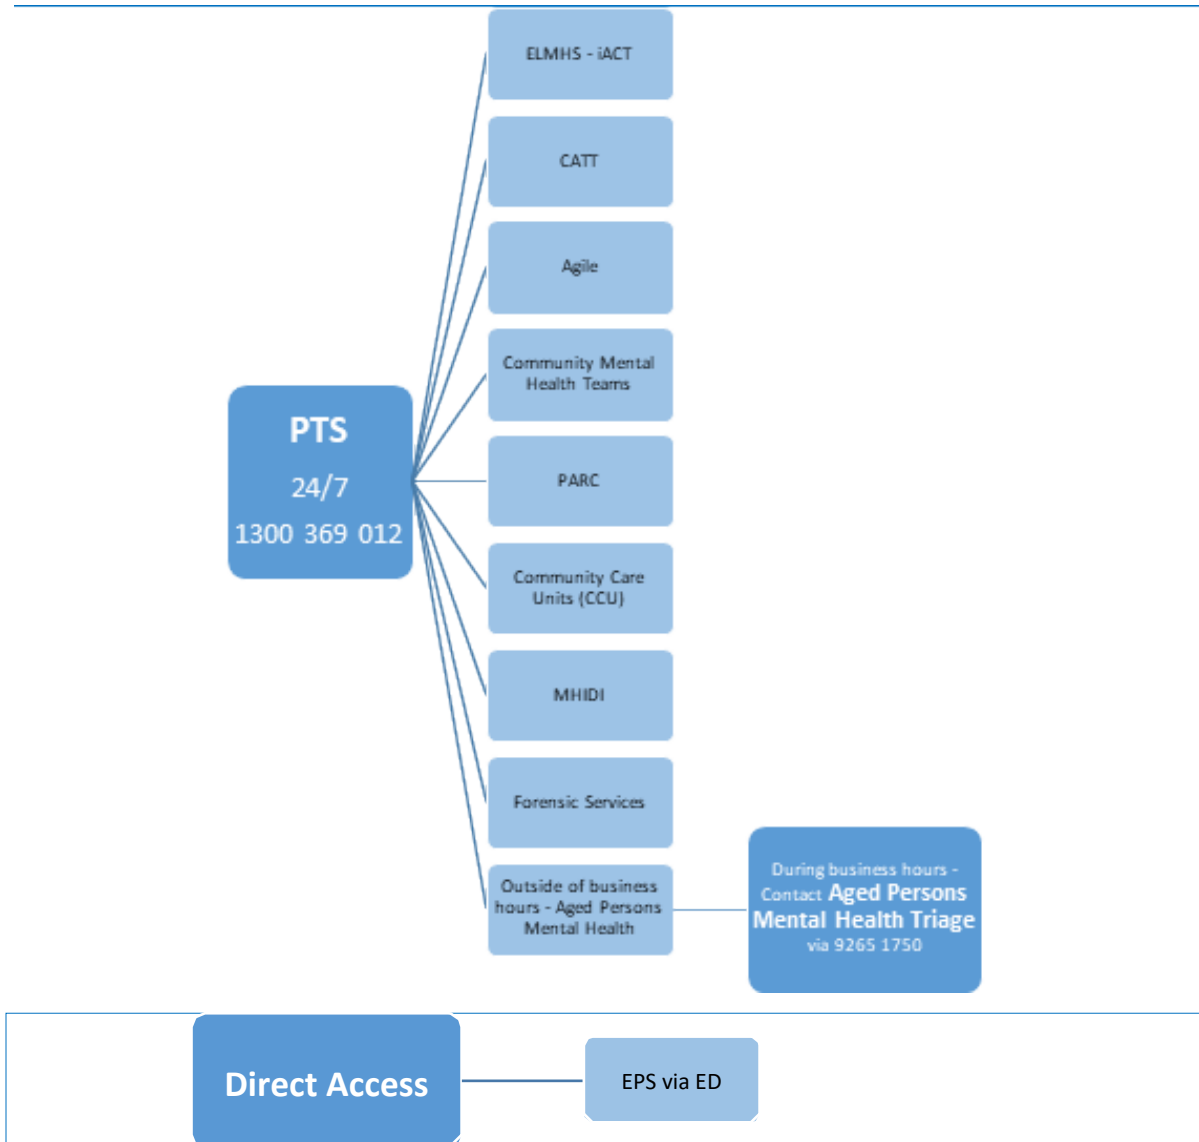 ELMHS - iACT
CATT
Agile
Community Mental
Health Teams
PTS
24/7
1300 369 012
PARC
Community Care
Units (CCU)
MHIDI
Forensic Services
Outside of business
hours - Aged Persons
Mental Health
During business hours -
Contact Aged Persons
Mental Health Triage
via 9265 1750
Direct Access
EPS via ED